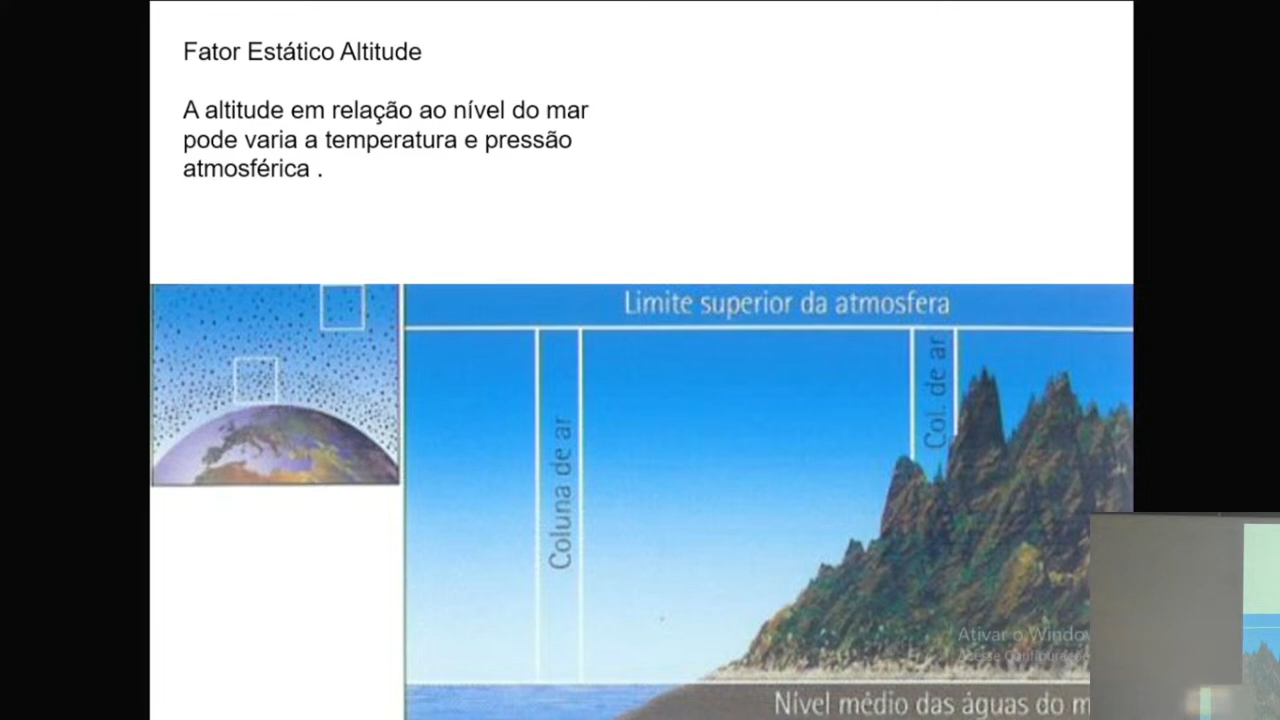 Fator Estático Altitude
A altitude em relação ao nível do mar
pode varia a temperatura e pressão
atmosférica .
Limite superior da atmosfera
Coluna de ar
Col. de ar
Ativar o
Nível médio das águas do